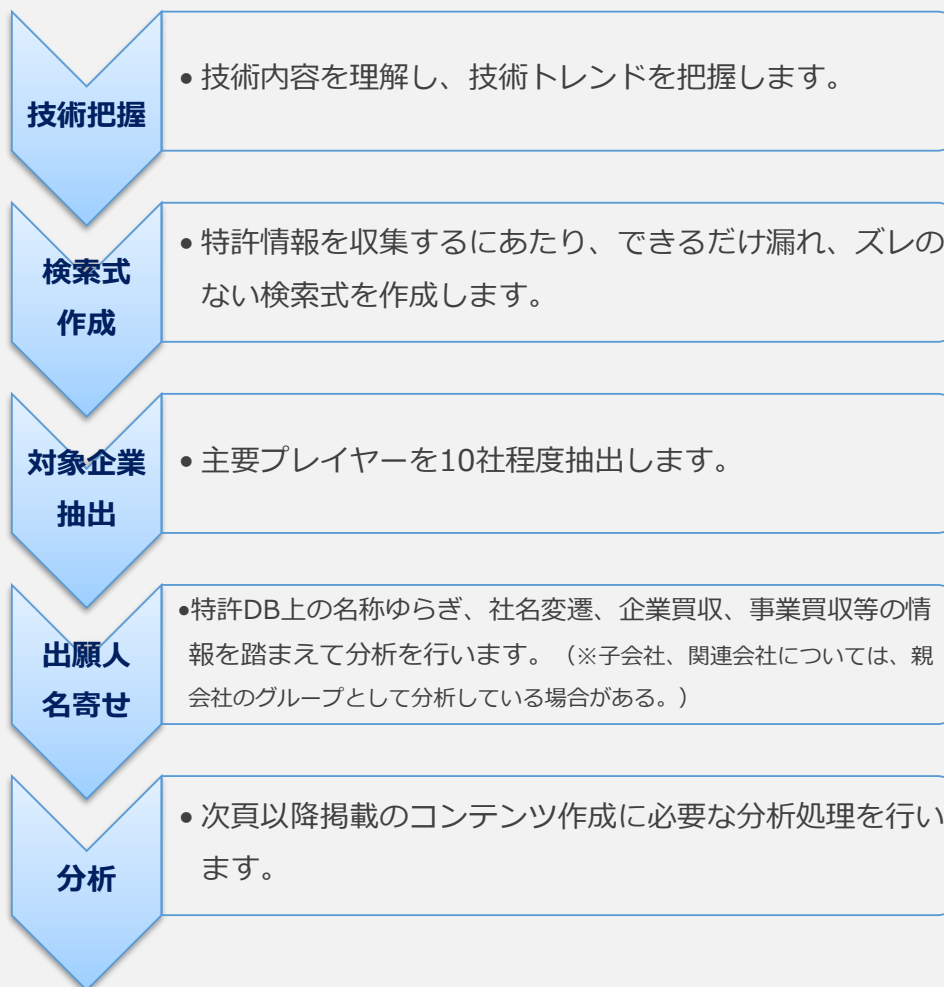 技術把握
• 技術内容を理解し、技術トレンドを把握します。
検索式
作成
• 特許情報を収集するにあたり、できるだけ漏れ、ズレの
ない検索式を作成します。
対象企業
抽出
• 主要プレイヤーを10社程度抽出します。
出願人
名寄せ
•特許DB上の名称ゆらぎ、社名変遷、企業買収、事業買収等の情
報を踏まえて分析を行います。（※子会社、関連会社については、親
会社のグループとして分析している場合がある。）
分析
• 次頁以降掲載のコンテンツ作成に必要な分析処理を行い
ます。